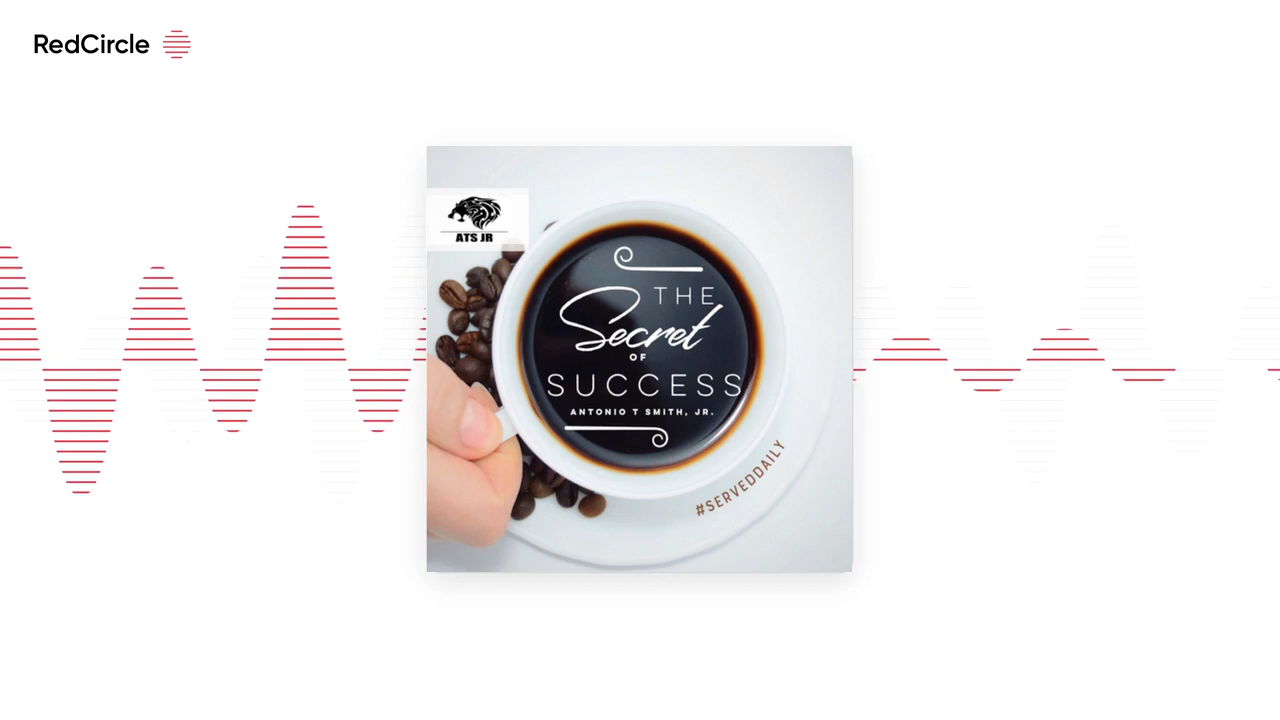 RedCircle
ATS JR
THE
Secret
OF
SUCCESS
ANTONIO T SMITH, JR.
#SERVEDDAILY